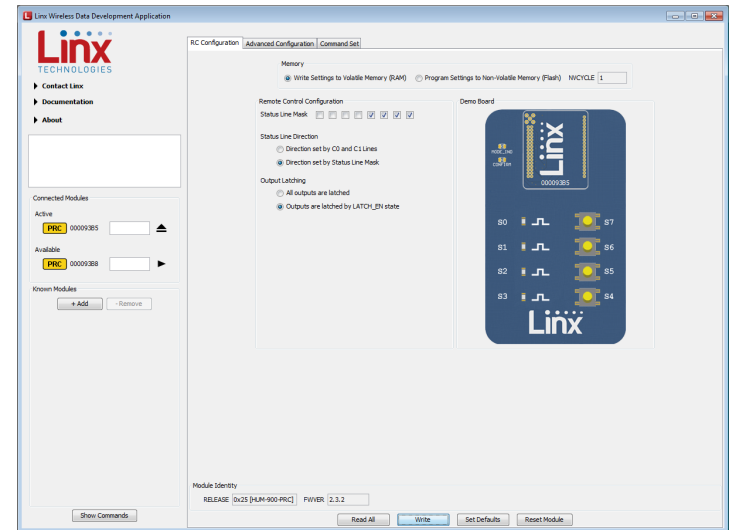 Linx Wireless Data Development Application
Linx
TECHNOLOGIES
Contact Linx
Documentation
About
Connected Modules
Active
PRC 000093B5
Available
PRC 000093B8
Known Modules
+ Add - Remove
Show Commands
RC Configuration Advanced Configuration Command Set
Memory
Write Settings to Volatile Memory (RAM) Program Settings to Non-Volatile Memory (Flash) NVCYCLE 1
Remote Control Configuration
Status Line Mask
Status Line Direction
Direction set by C0 and C1 Lines
Direction set by Status Line Mask
Output Latching
All outputs are latched
Outputs are latched by LATCH_EN state
Demo Board
Linx
MODE_IND
CONFIRM
000093B5
S0 S7
S1 S6
S2 S5
S3 S4
Linx
Module Identity
RELEASE 0x25 [HUM-900-PRC] FWVER 2.3.2
Read All Write Set Defaults Reset Module